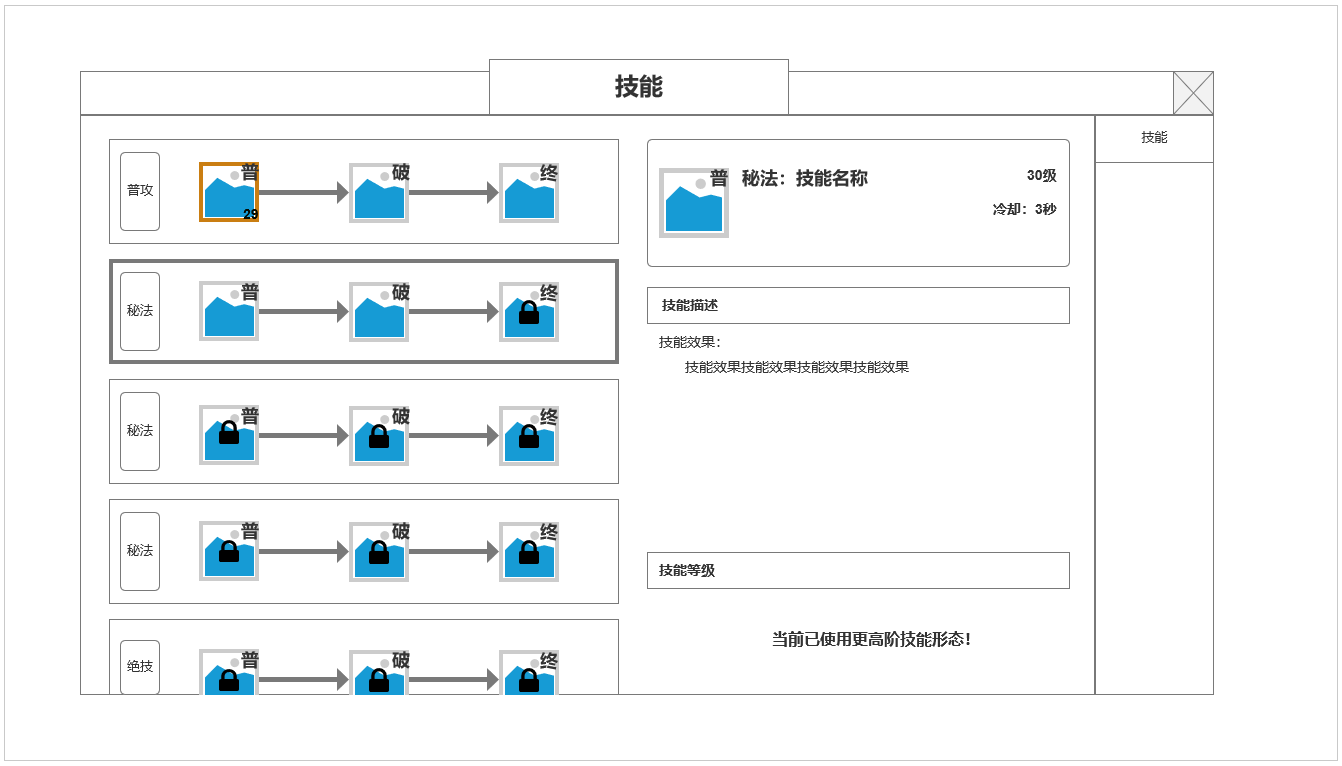 技能
技能
普攻
普
29
破
终
秘法
普
破
终
秘法
普
破
终
秘法
普
破
终
绝技
普
破
终
普
秘法：技能名称
30级
冷却：3秒
技能描述
技能效果：
技能效果技能效果技能效果技能效果
技能等级
当前已使用更高阶技能形态！